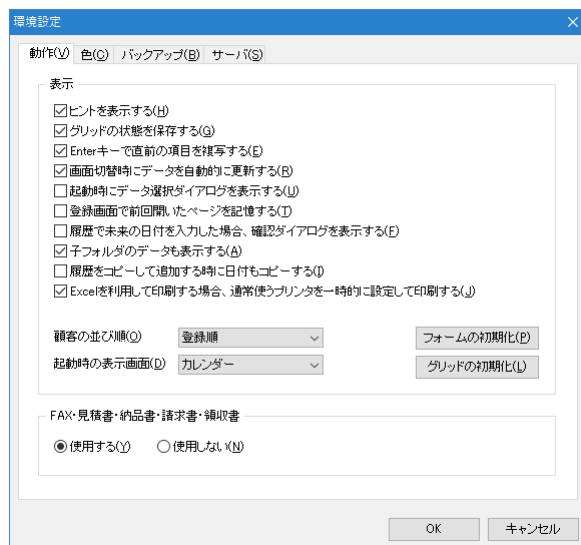 環境設定
動作(V) 色(C) バックアップ(B) サーバ(S)
表示
ヒントを表示する(H)
グリッドの状態を保存する(G)
Enterキーで直前の項目を複写する(E)
画面切替時にデータを自動的に更新する(R)
起動時にデータ選択ダイアログを表示する(U)
登録画面で前回開いたページを記憶する(T)
履歴で未来の日付を入力した場合、確認ダイアログを表示する(F)
子フォルダのデータも表示する(A)
履歴をコピーして追加する時に日付もコピーする(I)
Excelを利用して印刷する場合、通常使うプリンタを一時的に設定して印刷する(J)
顧客の並び順(O) 登録順 フォームの初期化(P)
起動時の表示画面(D) カレンダー グリッドの初期化(L)
FAX・見積書・納品書・請求書・領収書
使用する(Y) 使用しない(N)
OK キャンセル